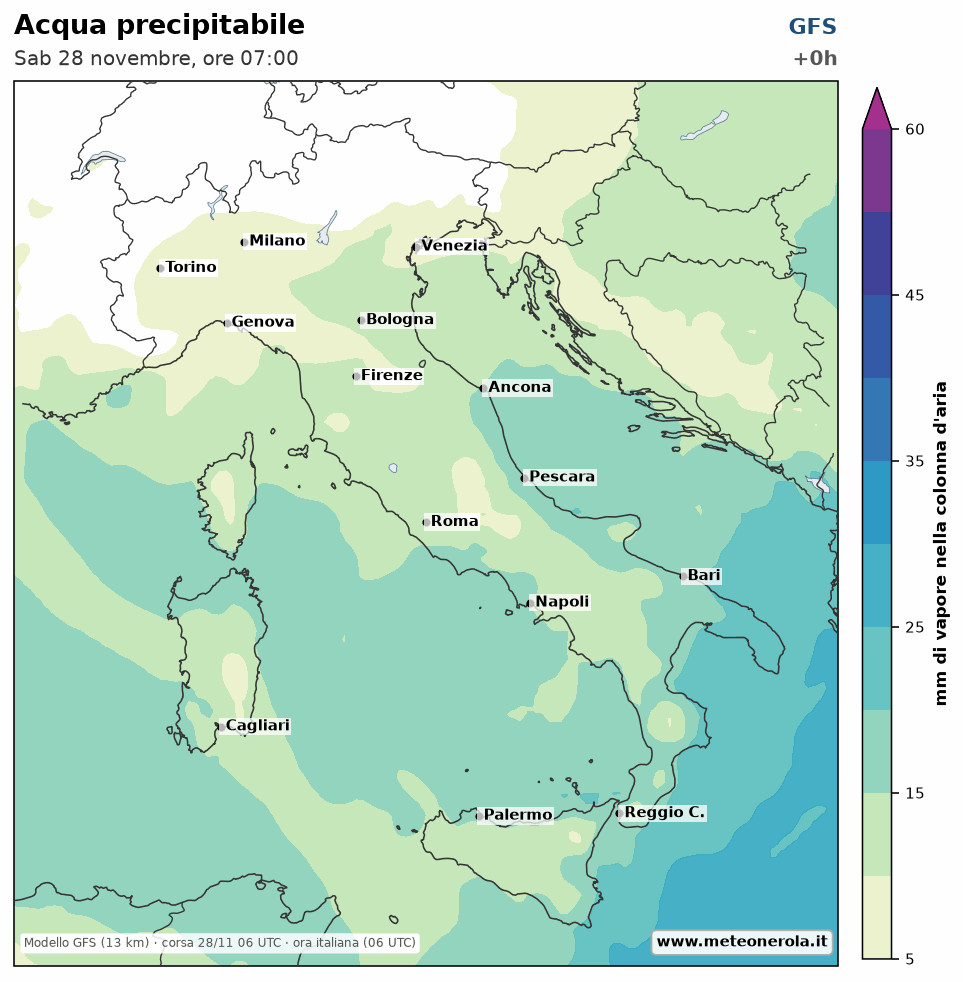 Acqua precipitabile
GFS
Sab 28 novembre, ore 07:00
+0h
Milano
Venezia
Torino
Genova
Bologna
Firenze
Ancona
Pescara
Roma
Bari
Napoli
Cagliari
Palermo
Reggio C.
Modello GFS (13 km) · corsa 28/11 06 UTC · ora italiana (06 UTC)
www.meteonerola.it
60
45
35
25
15
5
mm di vapore nella colonna d'aria